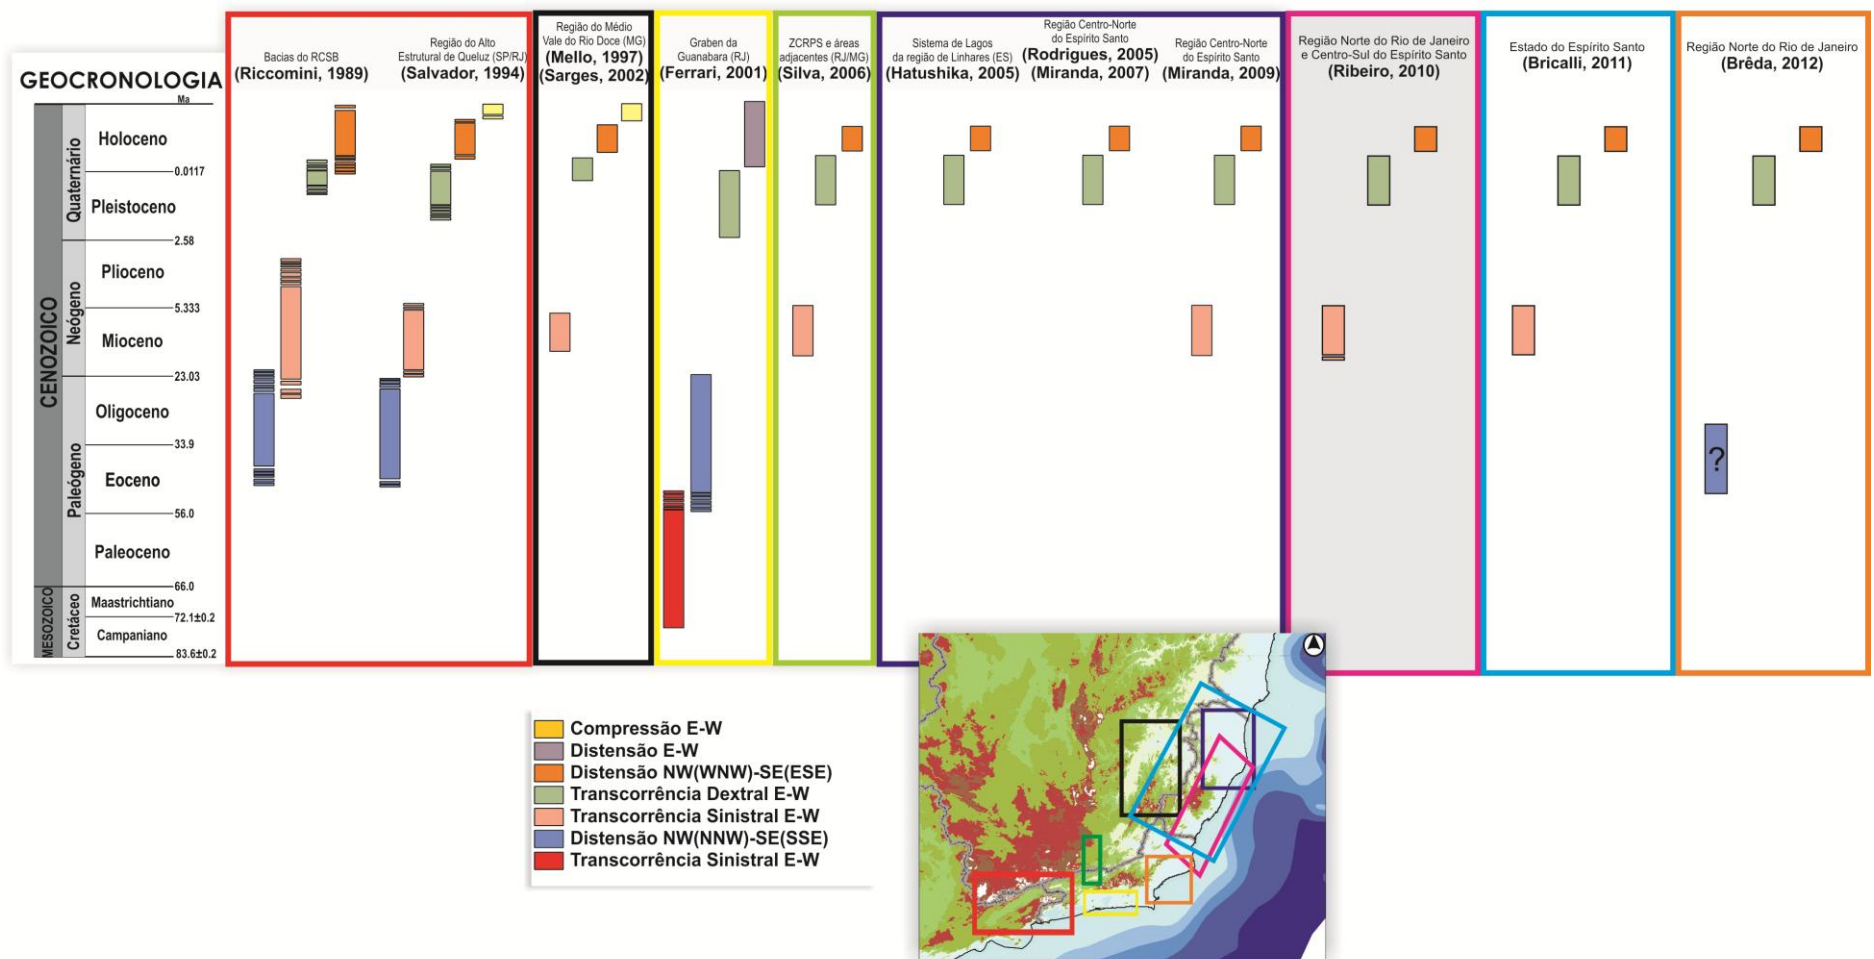 GEOCRONOLOGIA
Ma
CENOZOICO
MESOZOICO
Quaternário
Neógeno
Paleógeno
Cretáceo
Holoceno
0.0117
Pleistoceno
2.58
Plioceno
5.333
Mioceno
23.03
Oligoceno
33.9
Eoceno
56.0
Paleoceno
66.0
Maastrichtiano
72.1±0.2
Campaniano
83.6±0.2
Bacias do RCSB
(Riccomini, 1989)
Região do Alto
Estrutural de Queluz (SP/RJ)
(Salvador, 1994)
Região do Médio
Vale do Rio Doce (MG)
(Mello, 1997)
(Sarges, 2002)
Graben da
Guanabara (RJ)
(Ferrari, 2001)
ZCRPS e áreas
adjacentes (RJ/MG)
(Silva, 2006)
Sistema de Lagos
da região de Linhares (ES)
(Hatushika, 2005)
Região Centro-Norte
do Espírito Santo
(Rodrigues, 2005)
(Miranda, 2007)
Região Centro-Norte
do Espírito Santo
(Miranda, 2009)
Região Norte do Rio de Janeiro
e Centro-Sul do Espírito Santo
(Ribeiro, 2010)
Estado do Espírito Santo
(Bricalli, 2011)
Região Norte do Rio de Janeiro
(Brêda, 2012)
?
Compressão E-W
Distensão E-W
Distensão NW(WNW)-SE(ESE)
Transcorrência Dextral E-W
Transcorrência Sinistral E-W
Distensão NW(NNW)-SE(SSE)
Transcorrência Sinistral E-W